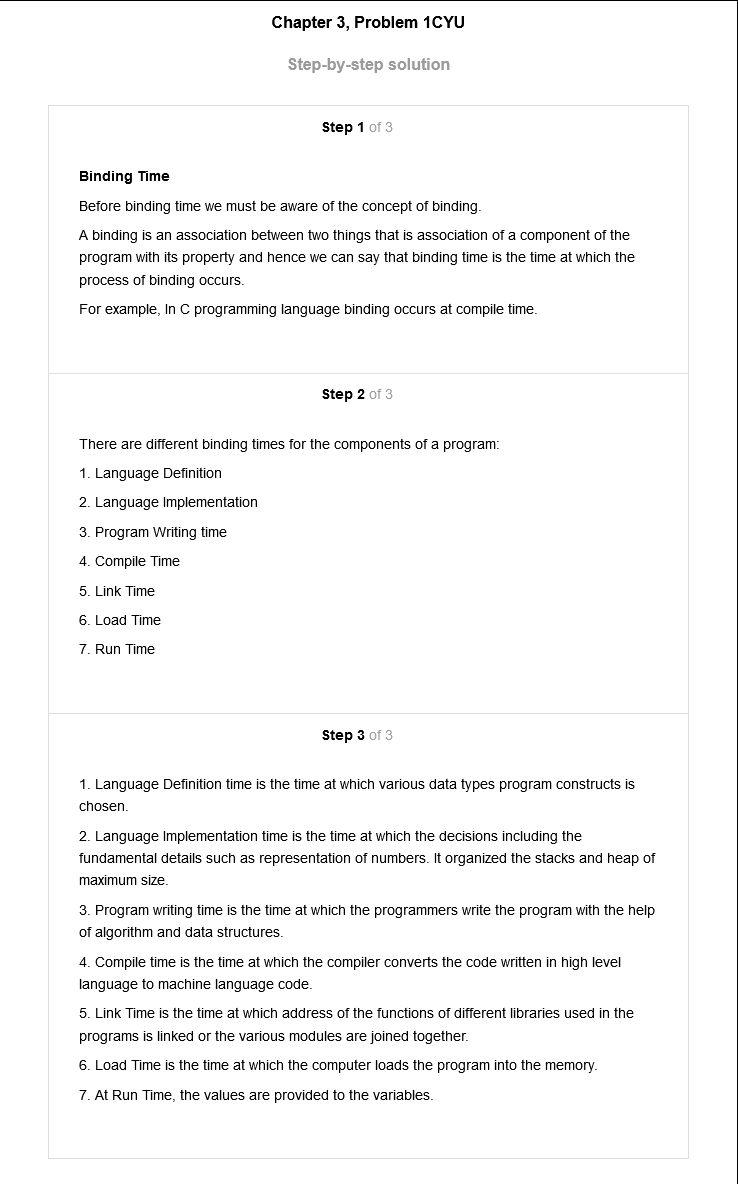 Chapter 3, Problem 1CYU
Step-by-step solution
Step 1 of 3
Binding Time
Before binding time we must be aware of the concept of binding.
A binding is an association between two things that is association of a component of the
program with its property and hence we can say that binding time is the time at which the
process of binding occurs.
For example, In C programming language binding occurs at compile time.
Step 2 of 3
There are different binding times for the components of a program:
1. Language Definition
2. Language Implementation
3. Program Writing time
4. Compile Time
5. Link Time
6. Load Time
7. Run Time
Step 3 of 3
1. Language Definition time is the time at which various data types program constructs is
chosen.
2. Language Implementation time is the time at which the decisions including the
fundamental details such as representation of numbers. It organized the stacks and heap of
maximum size.
3. Program writing time is the time at which the programmers write the program with the help
of algorithm and data structures.
4. Compile time is the time at which the compiler converts the code written in high level
language to machine language code.
5. Link Time is the time at which address of the functions of different libraries used in the
programs is linked or the various modules are joined together.
6. Load Time is the time at which the computer loads the program into the memory.
7. At Run Time, the values are provided to the variables.